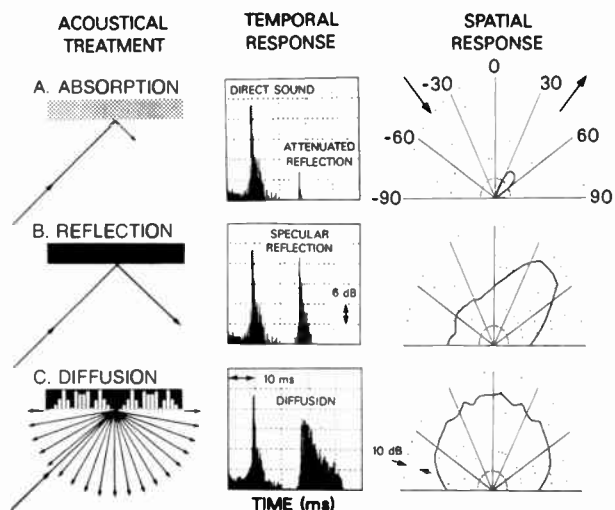 ACOUSTICAL TREATMENT
TEMPORAL RESPONSE
SPATIAL RESPONSE
A. ABSORPTION
DIRECT SOUND
ATTENUATED REFLECTION
-90
-60
-30
0
30
60
90
B. REFLECTION
SPECULAR REFLECTION
6 dB
C. DIFFUSION
10 ms
DIFFUSION
10 dB
TIME (ms)